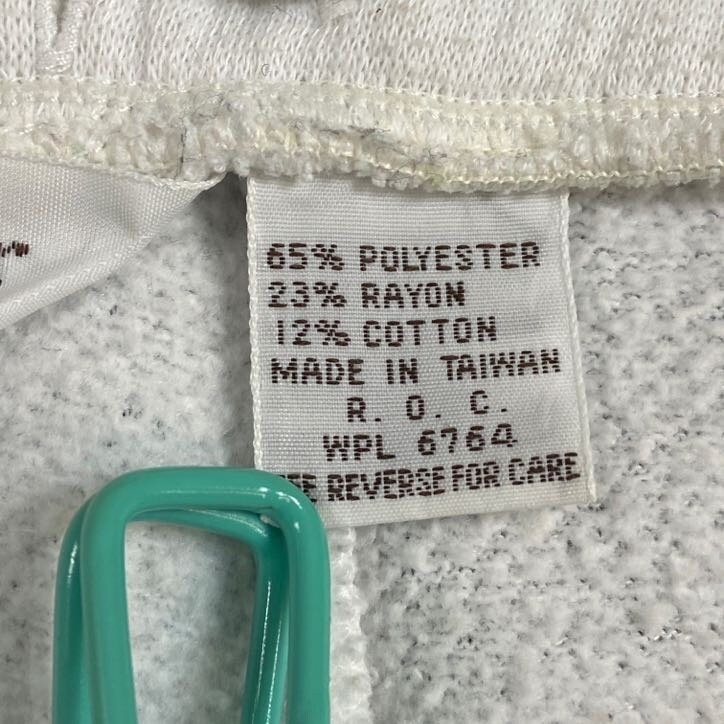 65% POLYESTER
23% RAYON
12% COTTON
MADE IN TAIWAN
R. O. C.
WPL 6764
REVERSE FOR CARE